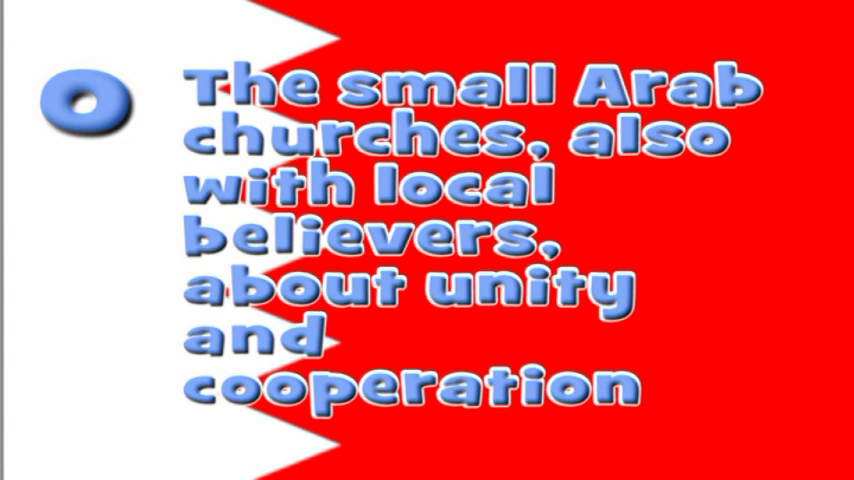 o The small Arab
churches, also
with local
believers,
about unity
and
cooperation